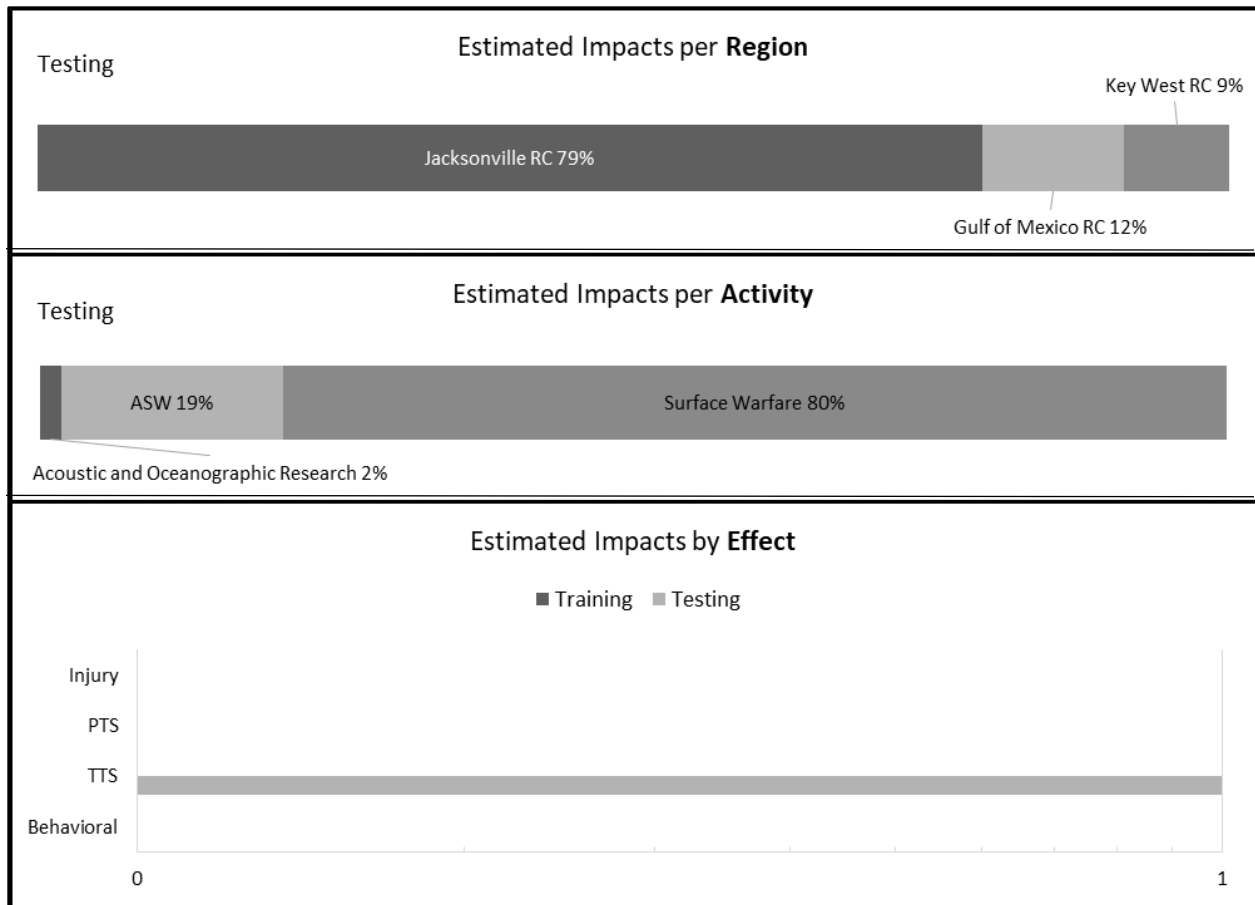 Estimated Impacts per Region
Testing
Key West RC 9%
Jacksonville RC 79%
Gulf of Mexico RC 12%
Estimated Impacts per Activity
Testing
ASW 19%
Surface Warfare 80%
Acoustic and Oceanographic Research 2%
Estimated Impacts by Effect
Training
Testing
Injury
PTS
TTS
Behavioral
0
1